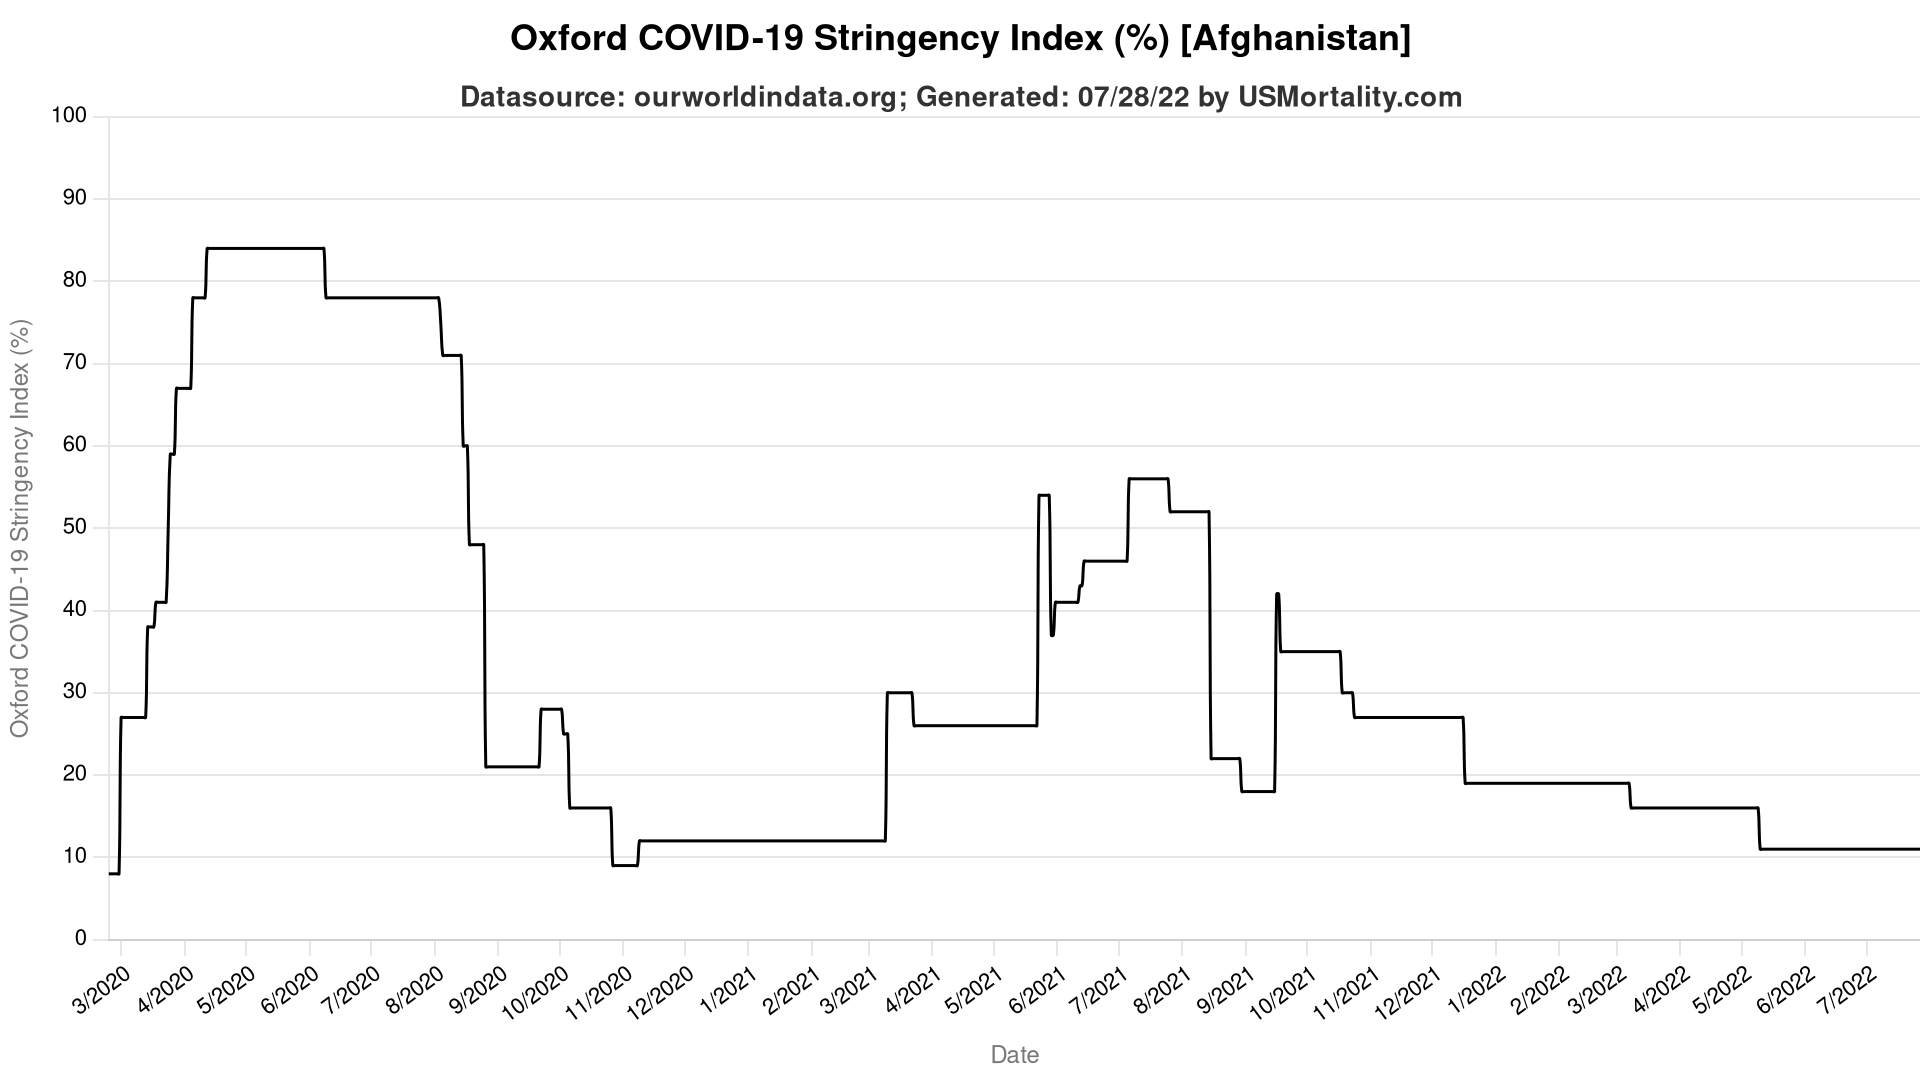 Oxford COVID-19 Stringency Index (%) [Afghanistan]
Datasource: ourworldindata.org; Generated: 07/28/22 by USMortality.com
Oxford COVID-19 Stringency Index (%)
100
90
80
70
60
50
40
30
20
10
0
3/2020 4/2020 5/2020 6/2020 7/2020 8/2020 9/2020 10/2020 11/2020 12/2020 1/2021 2/2021 3/2021 4/2021 5/2021 6/2021 7/2021 8/2021 9/2021 10/2021 11/2021 12/2021 1/2022 2/2022 3/2022 4/2022 5/2022 6/2022 7/2022
Date